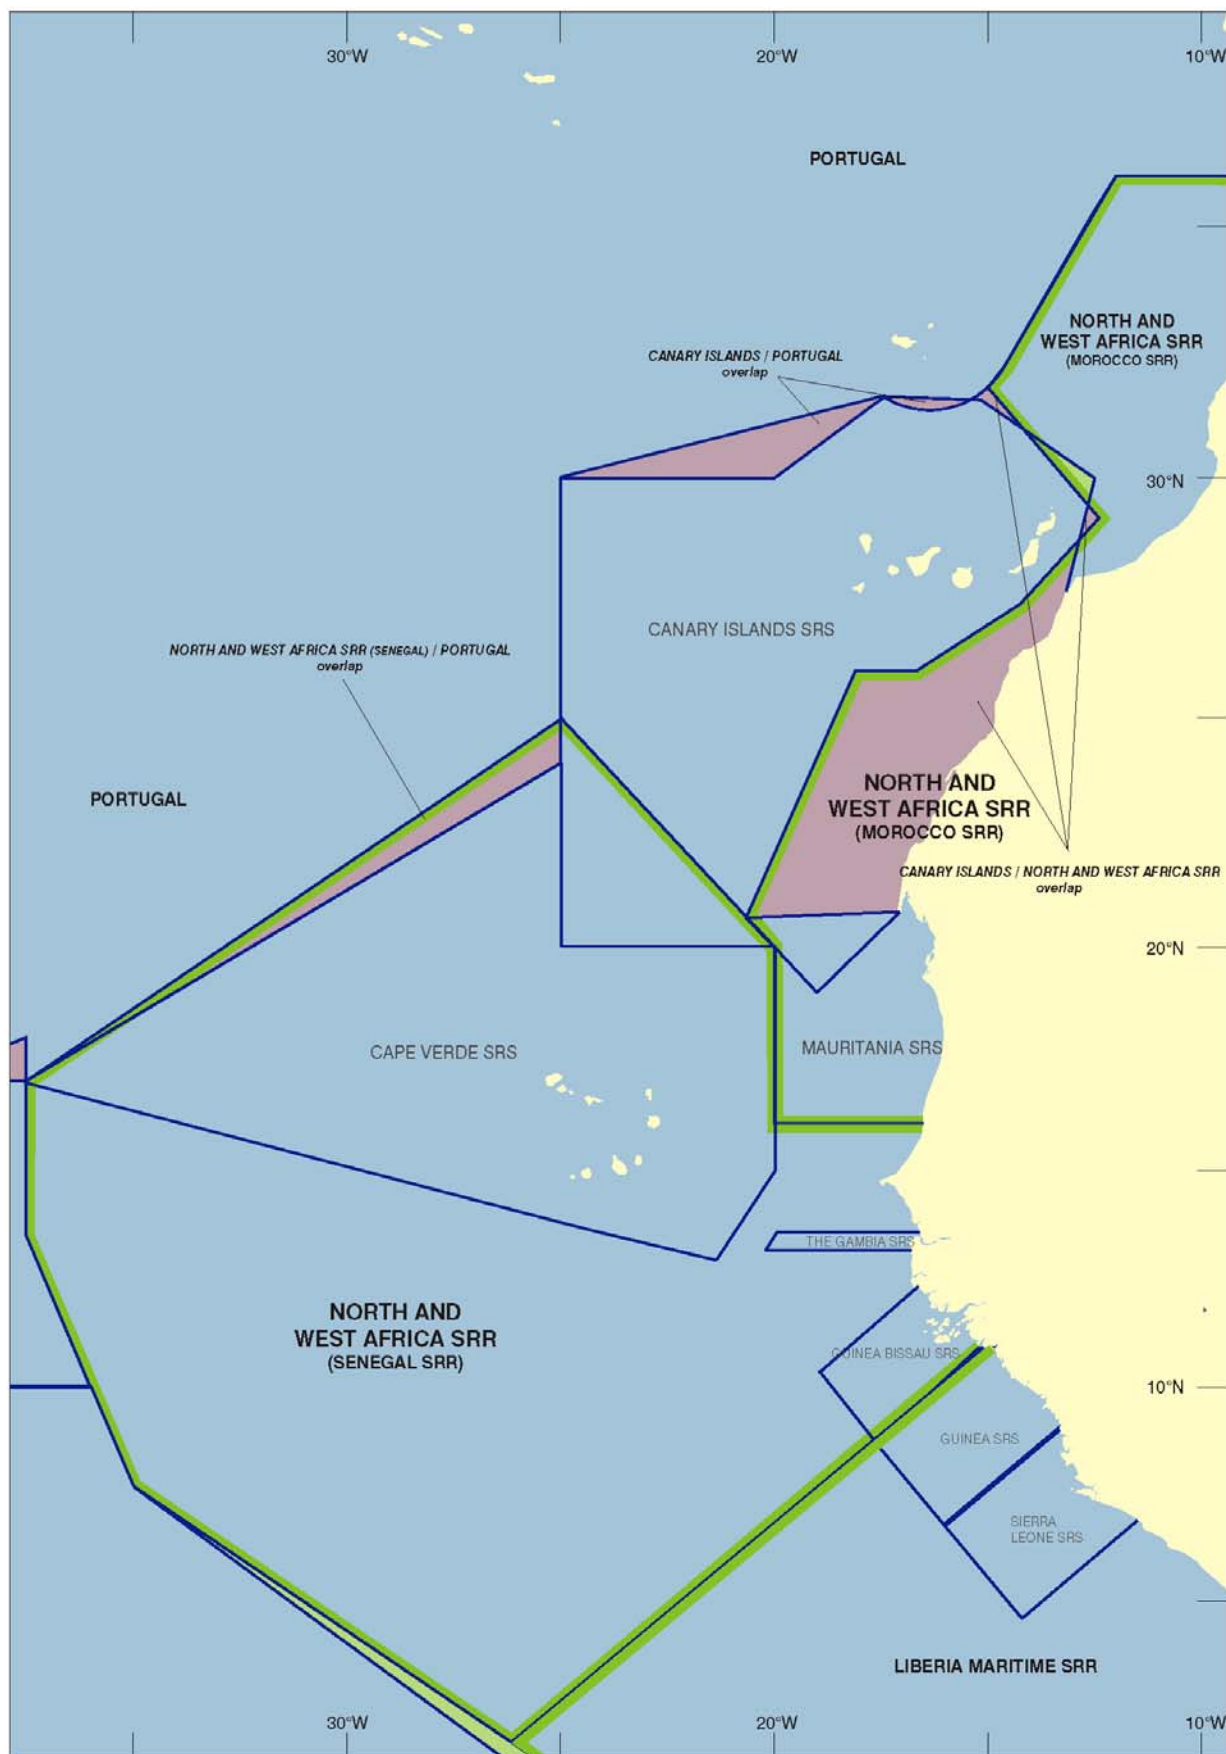 30°W
20°W
10°W
PORTUGAL
NORTH AND
WEST AFRICA SRR
(MOROCCO SRR)
CANARY ISLANDS / PORTUGAL
overlap
30°N
CANARY ISLANDS SRS
NORTH AND WEST AFRICA SRR (SENEGAL) / PORTUGAL
overlap
PORTUGAL
NORTH AND
WEST AFRICA SRR
(MOROCCO SRR)
CANARY ISLANDS / NORTH AND WEST AFRICA SRR
overlap
20°N
CAPE VERDE SRS
MAURITANIA SRS
THE GAMBIA SRS
NORTH AND
WEST AFRICA SRR
(SENEGAL SRR)
GUINEA BISSAU SRS
10°N
GUINEA SRS
SIERRA
LEONE SRS
LIBERIA MARITIME SRR
30°W
20°W
10°W